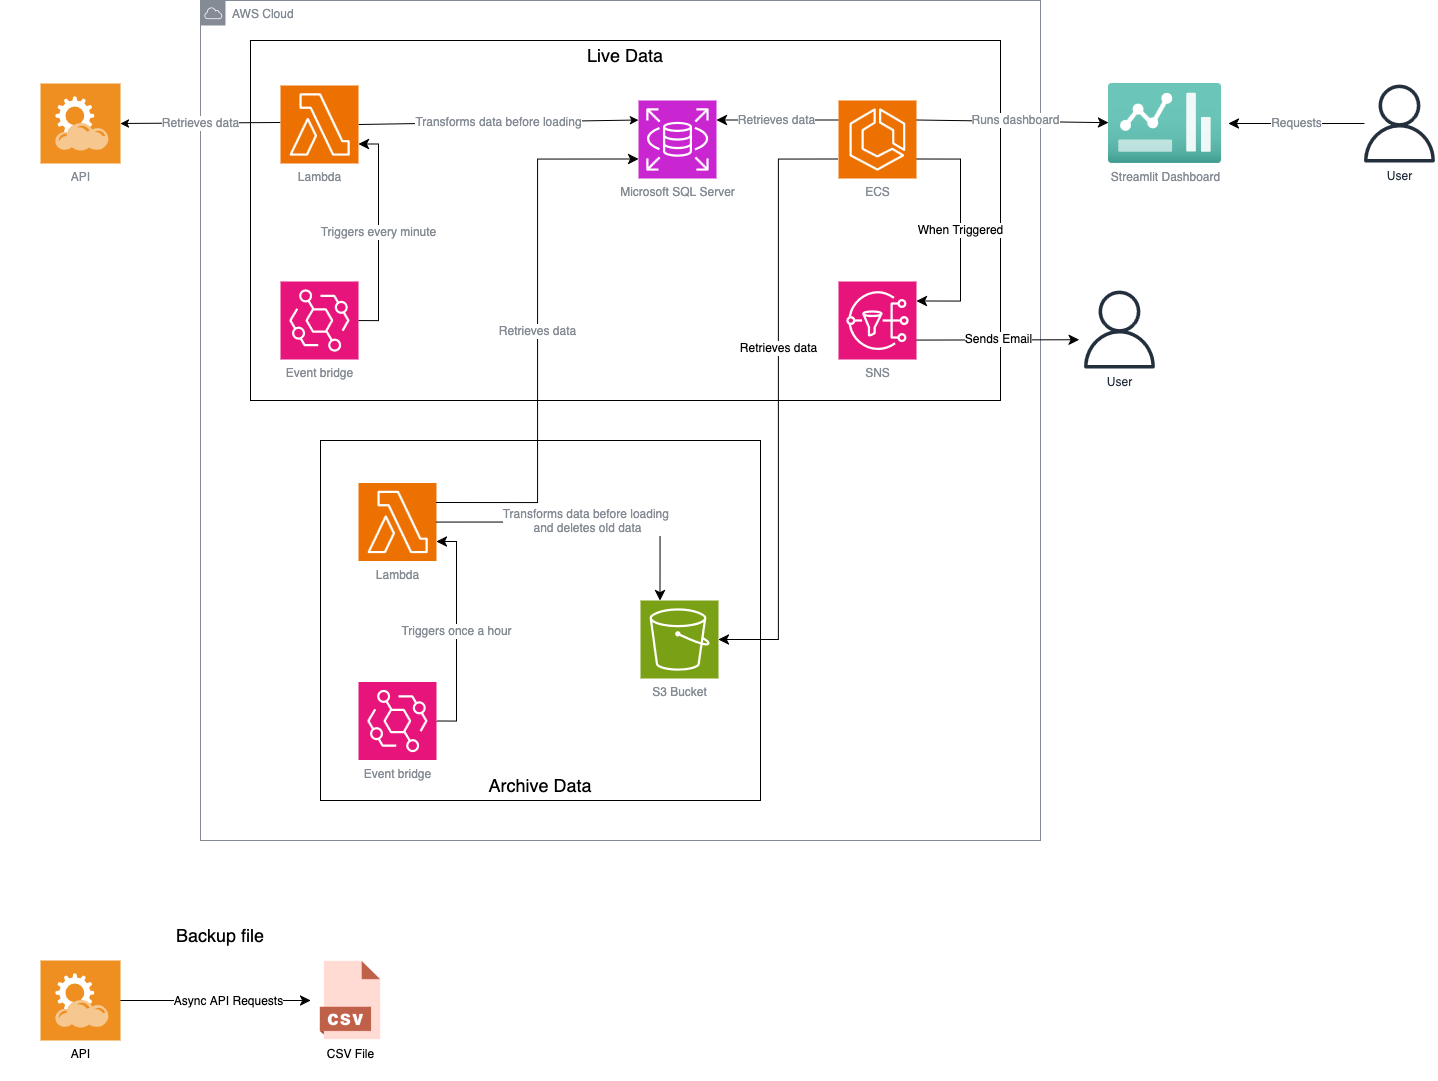 AWS Cloud
Live Data
Retrieves data
Transforms data before loading
Retrieves data
Runs dashboard
Requests
API
Lambda
Microsoft SQL Server
ECS
Streamlit Dashboard
User
Triggers every minute
When Triggered
Retrieves data
Retrieves data
Sends Email
Event bridge
SNS
User
Transforms data before loading
and deletes old data
Lambda
Triggers once a hour
S3 Bucket
Event bridge
Archive Data
Backup file
Async API Requests
CSV
API
CSV File